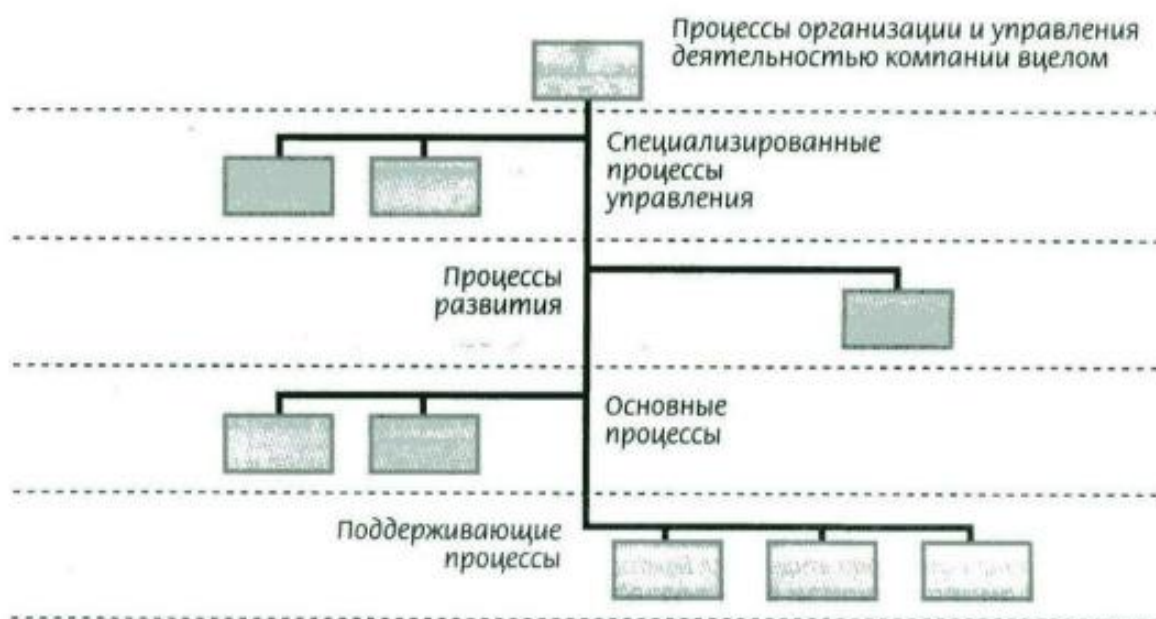 Процессы организации и управления
деятельностью компании вцелом
Специализированные
процессы
управления
Процессы
развития
Основные
процессы
Поддерживающие
процессы